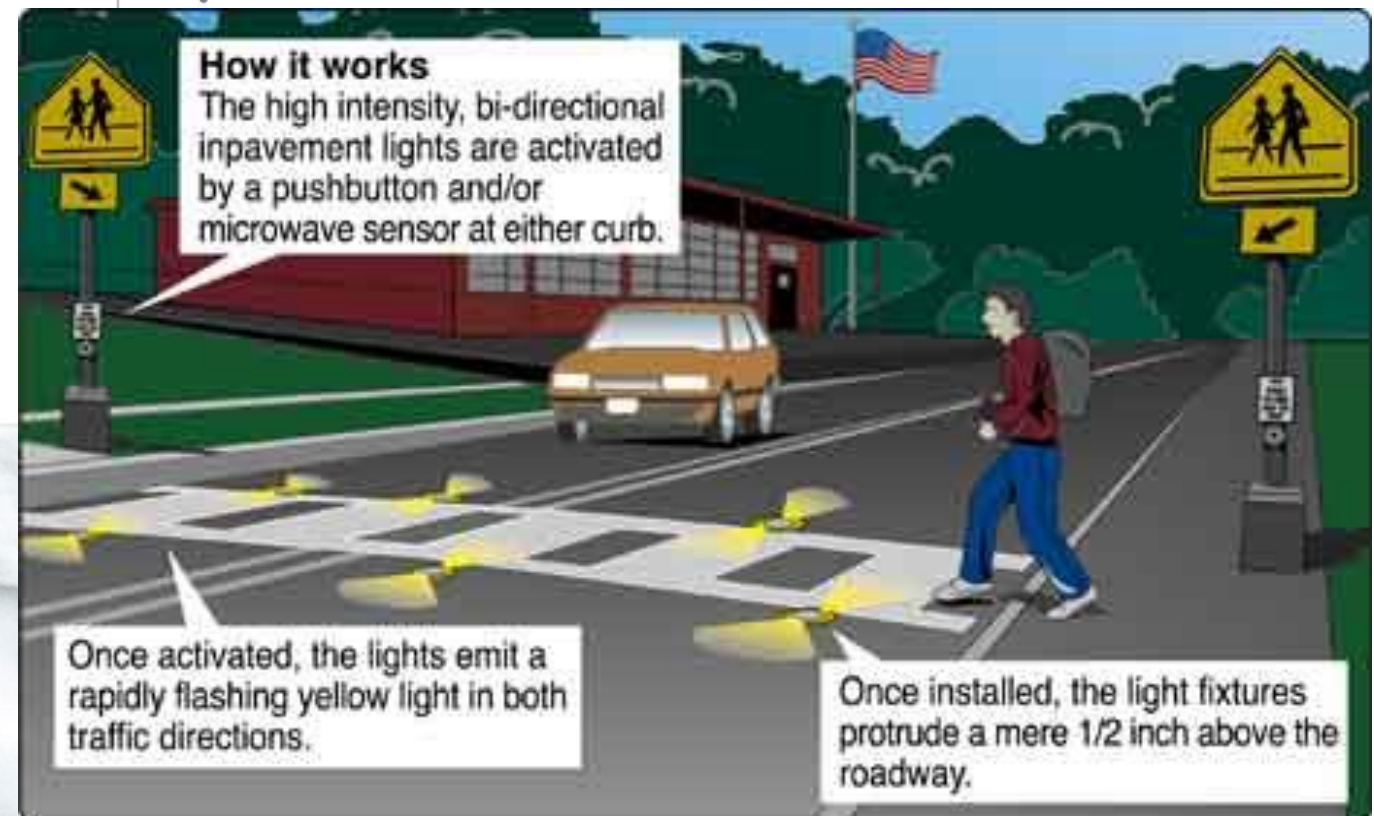 How it works
The high intensity, bi-directional
inpavement lights are activated
by a pushbutton and/or
microwave sensor at either curb.
Once activated, the lights emit a
rapidly flashing yellow light in both
traffic directions.
Once installed, the light fixtures
protrude a mere 1/2 inch above the
roadway.